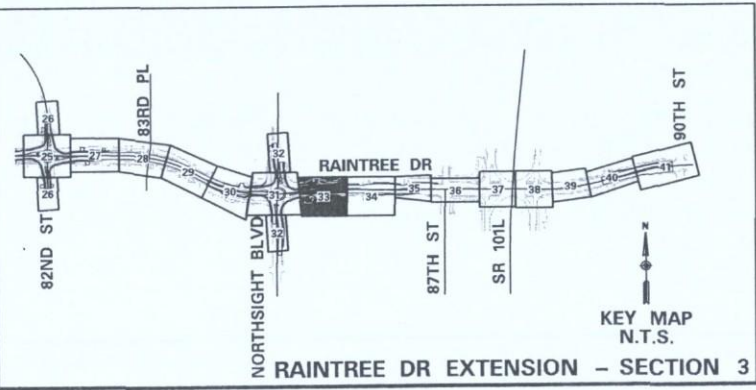 83RD PL
90TH ST
26
32
RAINTREE DR
25
27
28
29
30
31
33
34
35
36
37
38
39
40
41
26
32
82ND ST
NORTHSIGHT BLVD
87TH ST
SR 101L
N
KEY MAP
N.T.S.
RAINTREE DR EXTENSION - SECTION 3